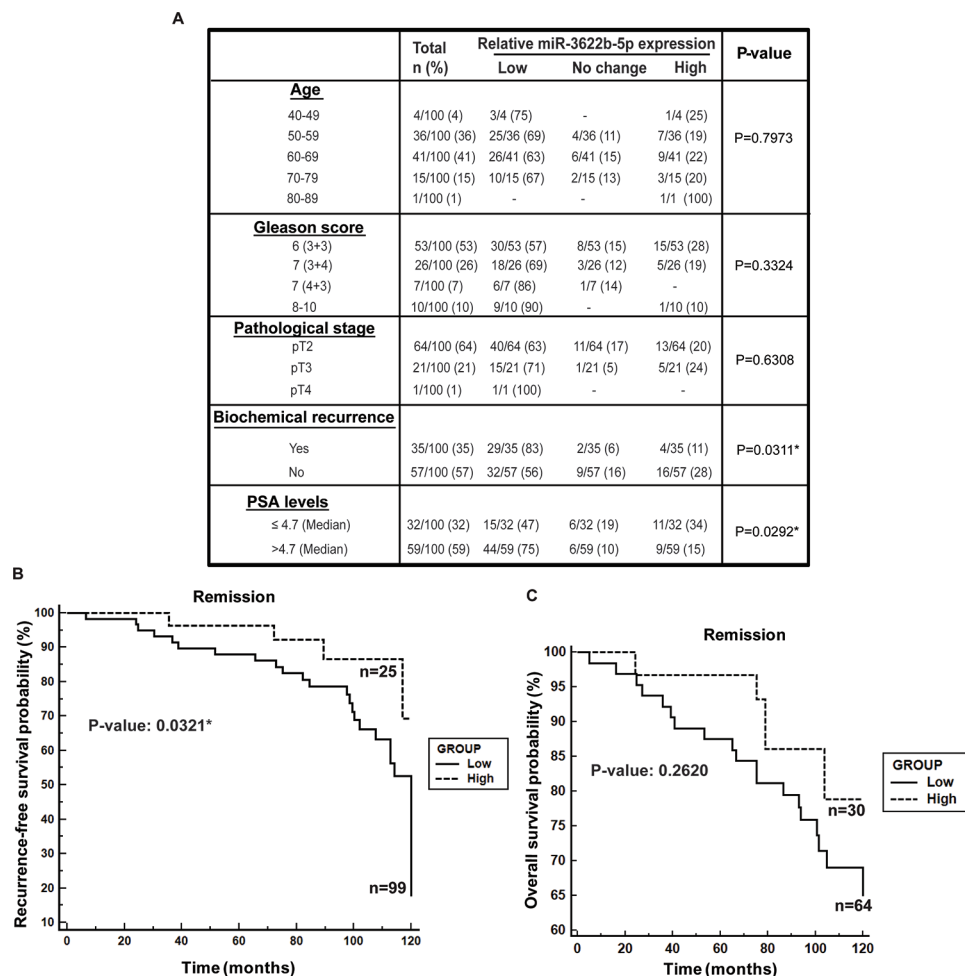 A
Total Relative miR-3622b-5p expression P-value
n (%) Low No change High
Age
40-49 4/100 (4) 3/4 (75) - 1/4 (25)
50-59 36/100 (36) 25/36 (69) 4/36 (11) 7/36 (19)
60-69 41/100 (41) 26/41 (63) 6/41 (15) 9/41 (22)
P=0.7973
70-79 15/100 (15) 10/15 (67) 2/15 (13) 3/15 (20)
80-89 1/100 (1) - - 1/1 (100)
Gleason score
6 (3+3) 53/100 (53) 30/53 (57) 8/53 (15) 15/53 (28)
7 (3+4) 26/100 (26) 18/26 (69) 3/26 (12) 5/26 (19)
P=0.3324
7 (4+3) 7/100 (7) 6/7 (86) 1/7 (14) -
8-10 10/100 (10) 9/10 (90) - 1/10 (10)
Pathological stage
pT2 64/100 (64) 40/64 (63) 11/64 (17) 13/64 (20)
P=0.6308
pT3 21/100 (21) 15/21 (71) 1/21 (5) 5/21 (24)
pT4 1/100 (1) 1/1 (100) - -
Biochemical recurrence
Yes 35/100 (35) 29/35 (83) 2/35 (6) 4/35 (11)
P=0.0311*
No 57/100 (57) 32/57 (56) 9/57 (16) 16/57 (28)
PSA levels
≤ 4.7 (Median) 32/100 (32) 15/32 (47) 6/32 (19) 11/32 (34)
P=0.0292*
>4.7 (Median) 59/100 (59) 44/59 (75) 6/59 (10) 9/59 (15)
B
Remission
Recurrence-free survival probability (%)
100
90
80
70
60
50
40
30
20
10
n=25
P-value: 0.0321*
GROUP
Low
High
n=99
0 20 40 60 80 100 120
Time (months)
C
Remission
Overall survival probability (%)
100
95
90
85
80
75
70
65
60
P-value: 0.2620
GROUP
Low
High
n=30
n=64
0 20 40 60 80 100 120
Time (months)